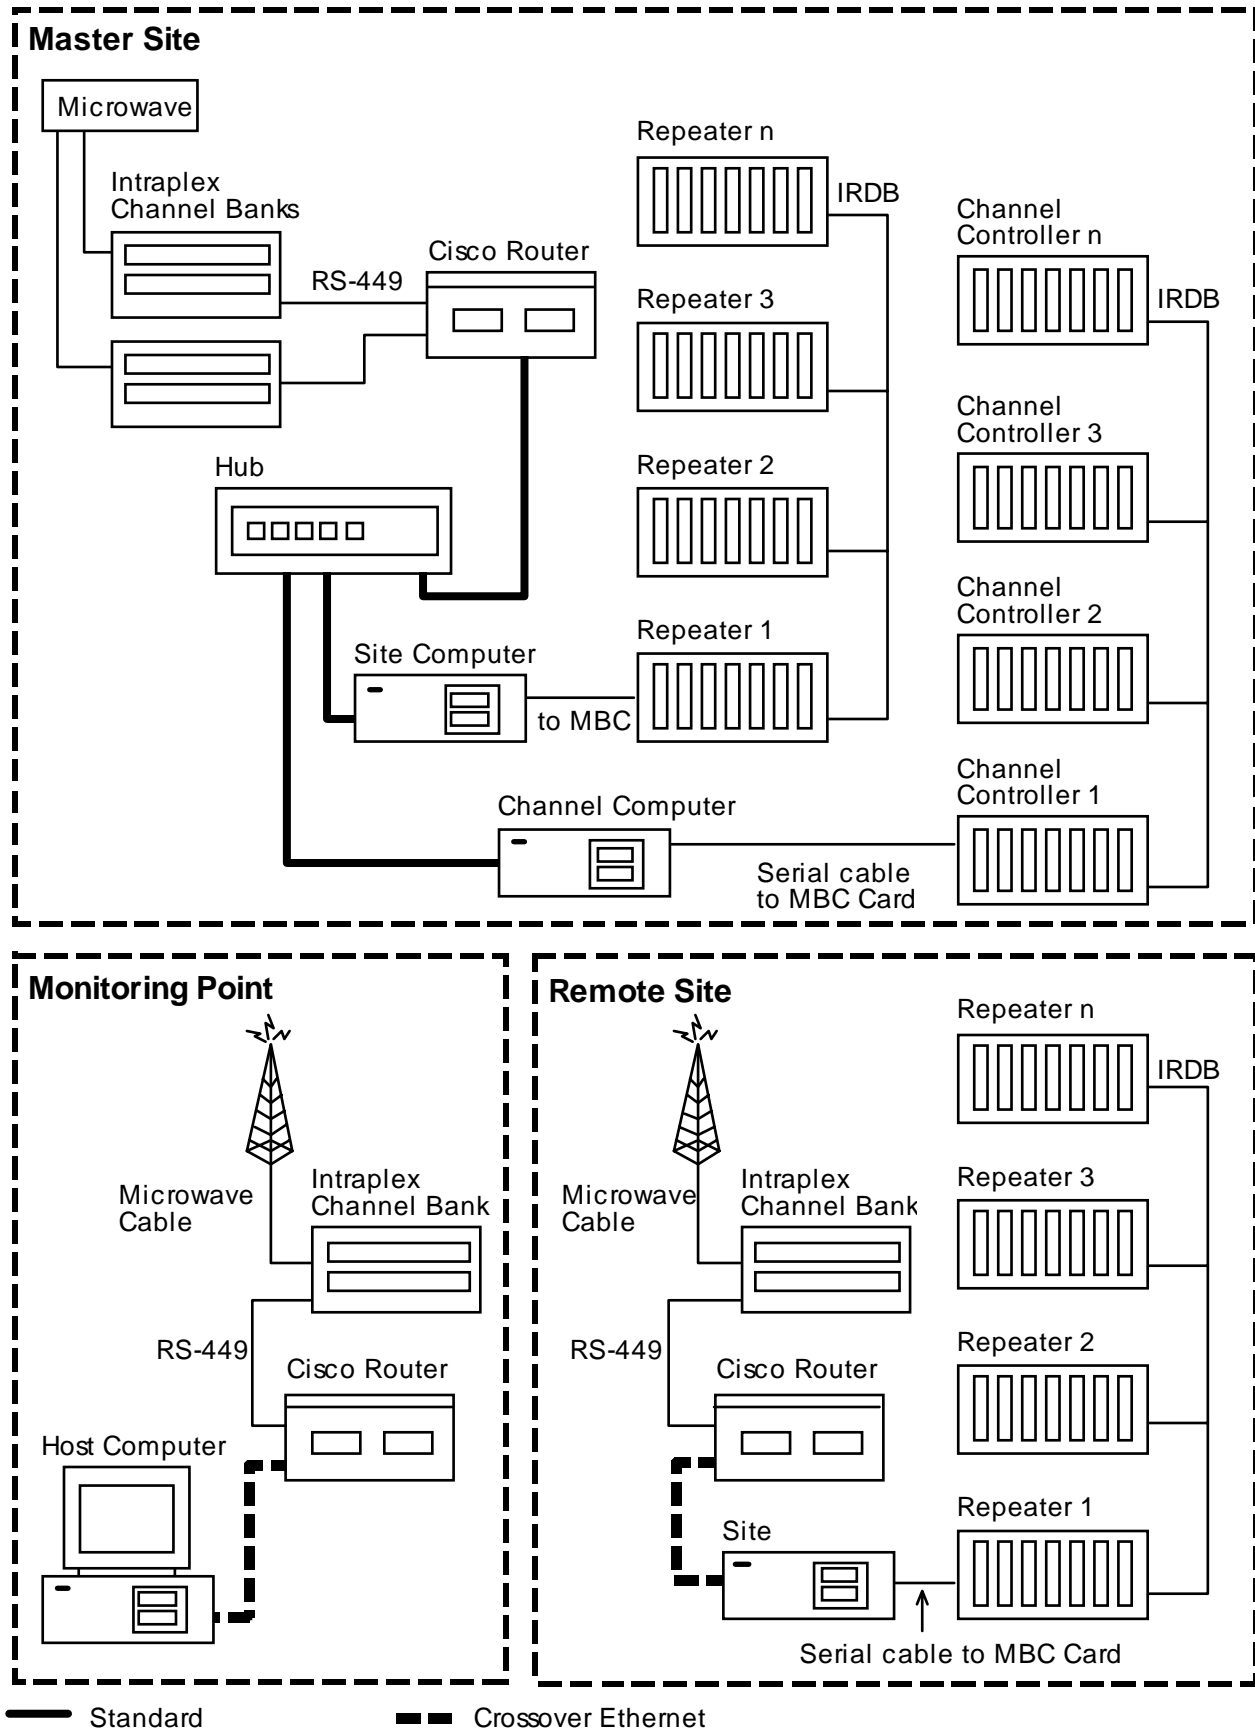 Master Site
Microwave
Intraplex
Channel Banks
RS-449
Cisco Router
Repeater n
IRDB
Channel
Controller n
IRDB
Repeater 3
Channel
Controller 3
Hub
Repeater 2
Channel
Controller 2
Repeater 1
Site Computer
to MBC
Channel
Controller 1
Channel Computer
Serial cable
to MBC Card
Monitoring Point
Microwave
Cable
Intraplex
Channel Bank
RS-449
Cisco Router
Host Computer
Remote Site
Repeater n
IRDB
Microwave
Cable
Intraplex
Channel Bank
Repeater 3
RS-449
Cisco Router
Repeater 2
Site
Repeater 1
Serial cable to MBC Card
Standard
Crossover Ethernet